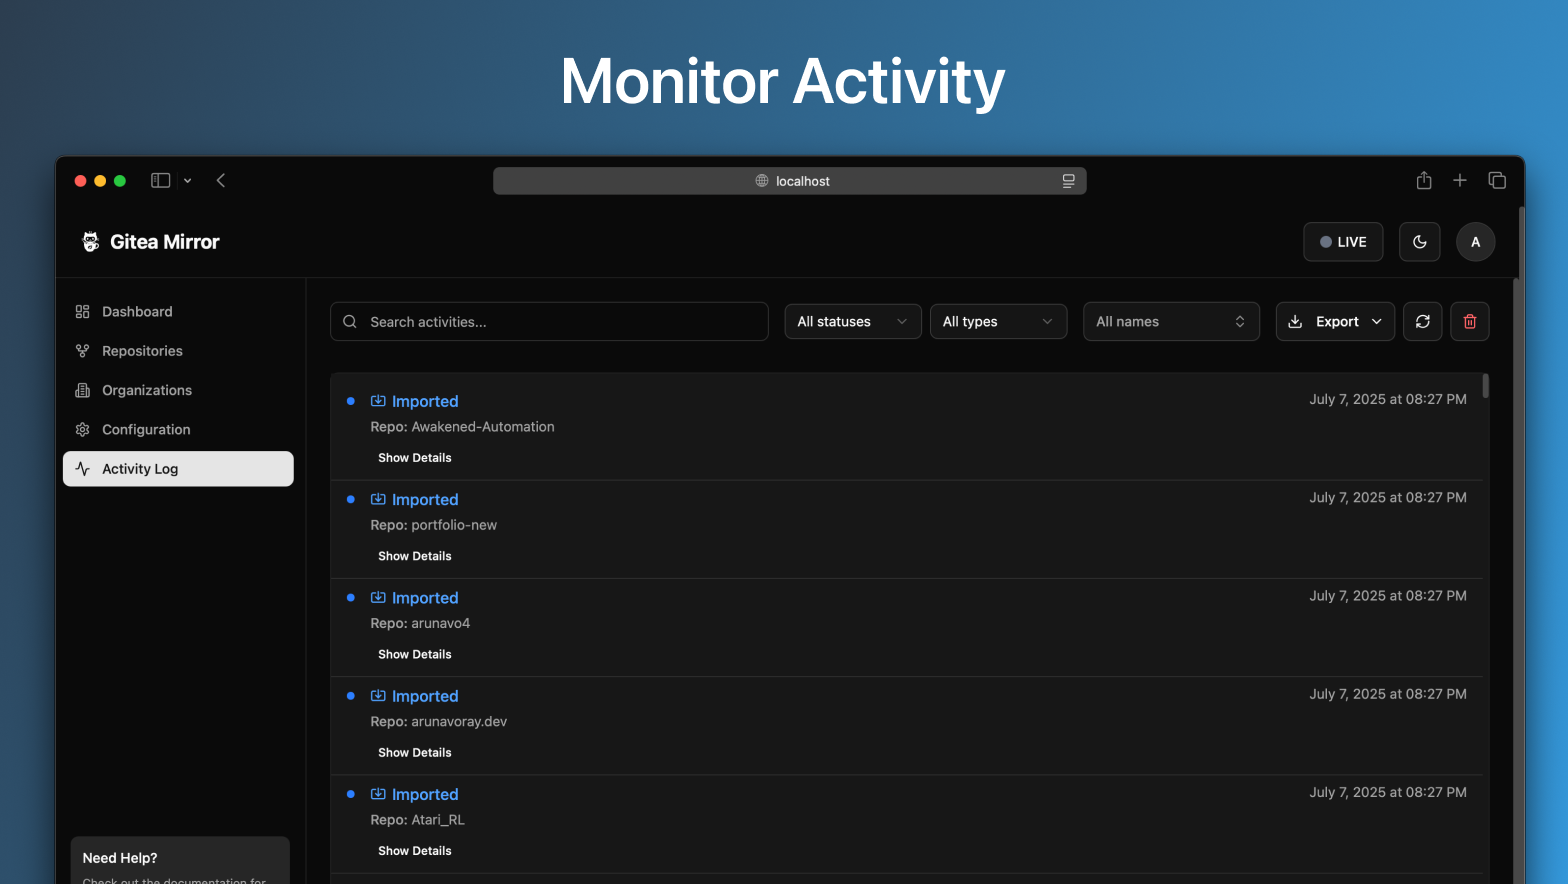 Monitor Activity
localhost
Gitea Mirror
LIVE
A
Dashboard
Repositories
Organizations
Configuration
Activity Log
Need Help?
Check out the documentation for
Search activities...
All statuses
All types
All names
Export
Imported
July 7, 2025 at 08:27 PM
Repo: Awakened-Automation
Show Details
Imported
July 7, 2025 at 08:27 PM
Repo: portfolio-new
Show Details
Imported
July 7, 2025 at 08:27 PM
Repo: arunavo4
Show Details
Imported
July 7, 2025 at 08:27 PM
Repo: arunavoray.dev
Show Details
Imported
July 7, 2025 at 08:27 PM
Repo: Atari_RL
Show Details